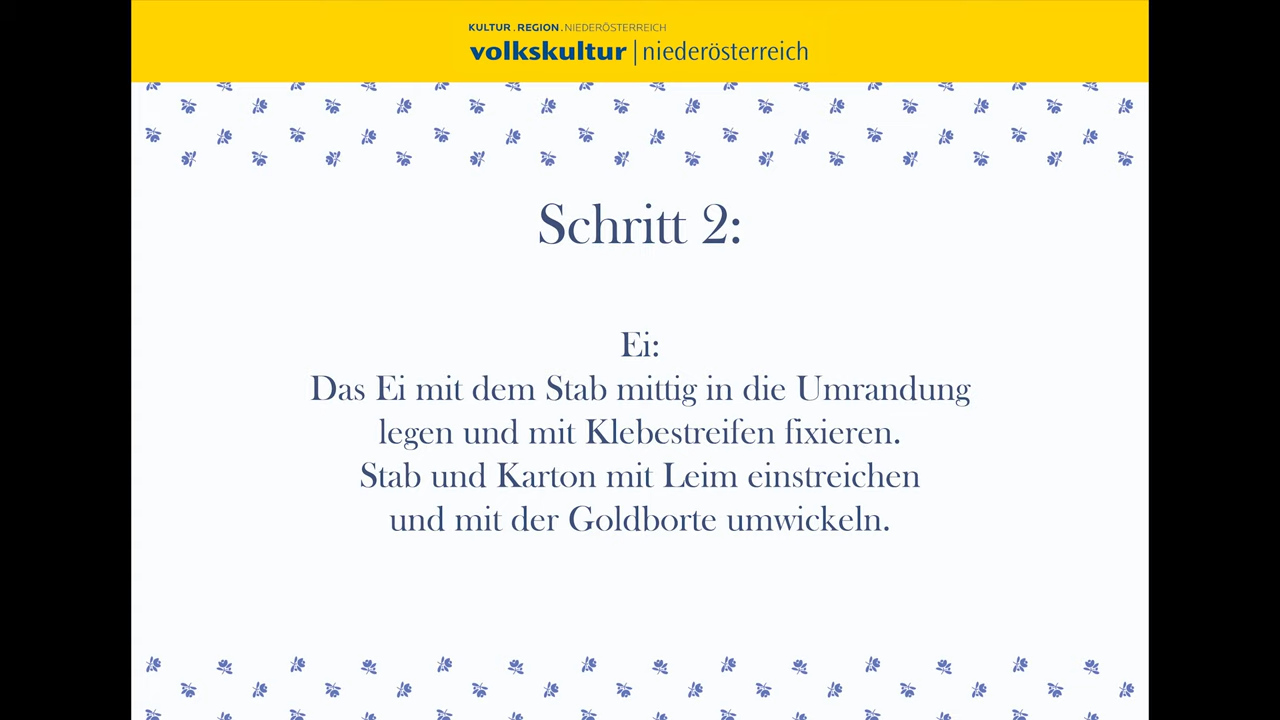 KULTUR.REGION.NIEDERÖSTERREICH
volkskultur|niederösterreich
Schritt 2:
Ei:
Das Ei mit dem Stab mittig in die Umrandung
legen und mit Klebestreifen fixieren.
Stab und Karton mit Leim einstreichen
und mit der Goldborte umwickeln.